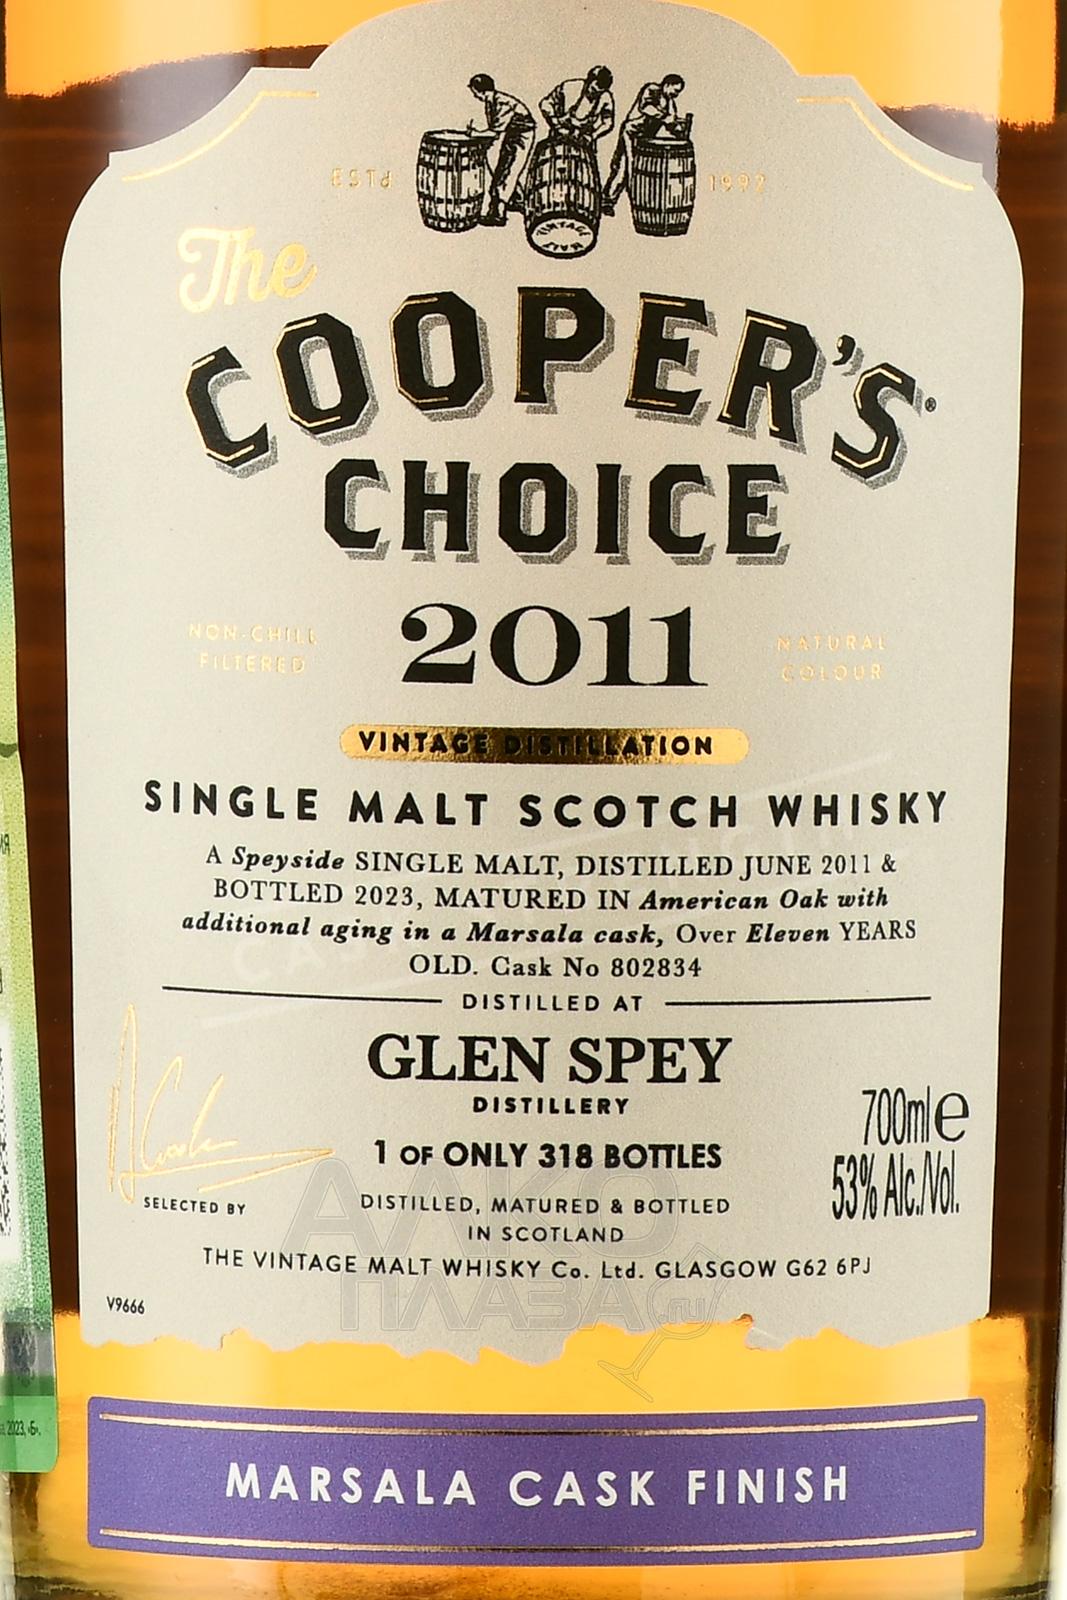 ESTd 1992
VINTAGE MALT
The
COOPER'S®
CHOICE
NON-CHILL
FILTERED
2011
NATURAL
COLOUR
VINTAGE DISTILLATION
SINGLE MALT SCOTCH WHISKY
A Speyside SINGLE MALT, DISTILLED JUNE 2011 &
BOTTLED 2023, MATURED IN American Oak with
additional aging in a Marsala cask, Over Eleven YEARS
OLD. Cask No 802834
DISTILLED AT
GLEN SPEY
DISTILLERY
1 OF ONLY 318 BOTTLES
700ml e
53% Alc./Vol.
SELECTED BY
DISTILLED, MATURED & BOTTLED
IN SCOTLAND
THE VINTAGE MALT WHISKY Co. Ltd. GLASGOW G62 6PJ
V9666
АЛКО
ПЛАЗА.ru
MARSALA CASK FINISH
2023, «Б».